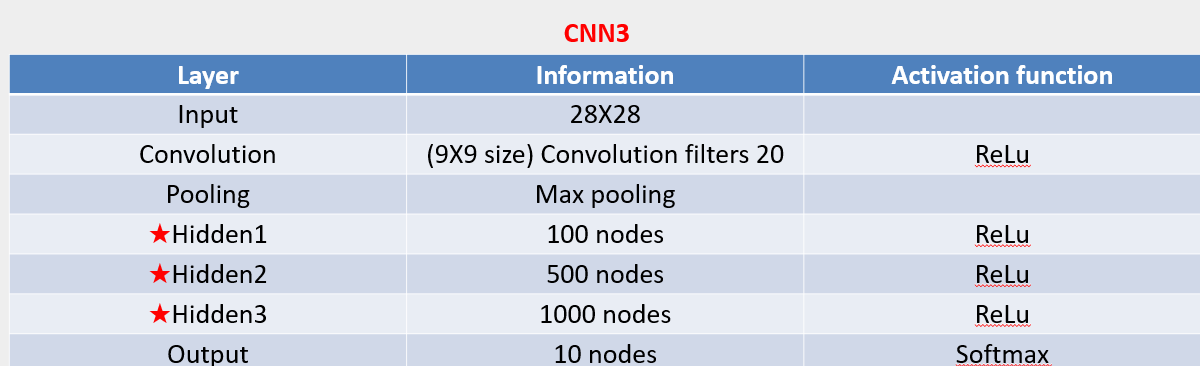 CNN3
Layer Information Activation function
Input 28X28
Convolution (9X9 size) Convolution filters 20 ReLu
Pooling Max pooling
★Hidden1 100 nodes ReLu
★Hidden2 500 nodes ReLu
★Hidden3 1000 nodes ReLu
Output 10 nodes Softmax